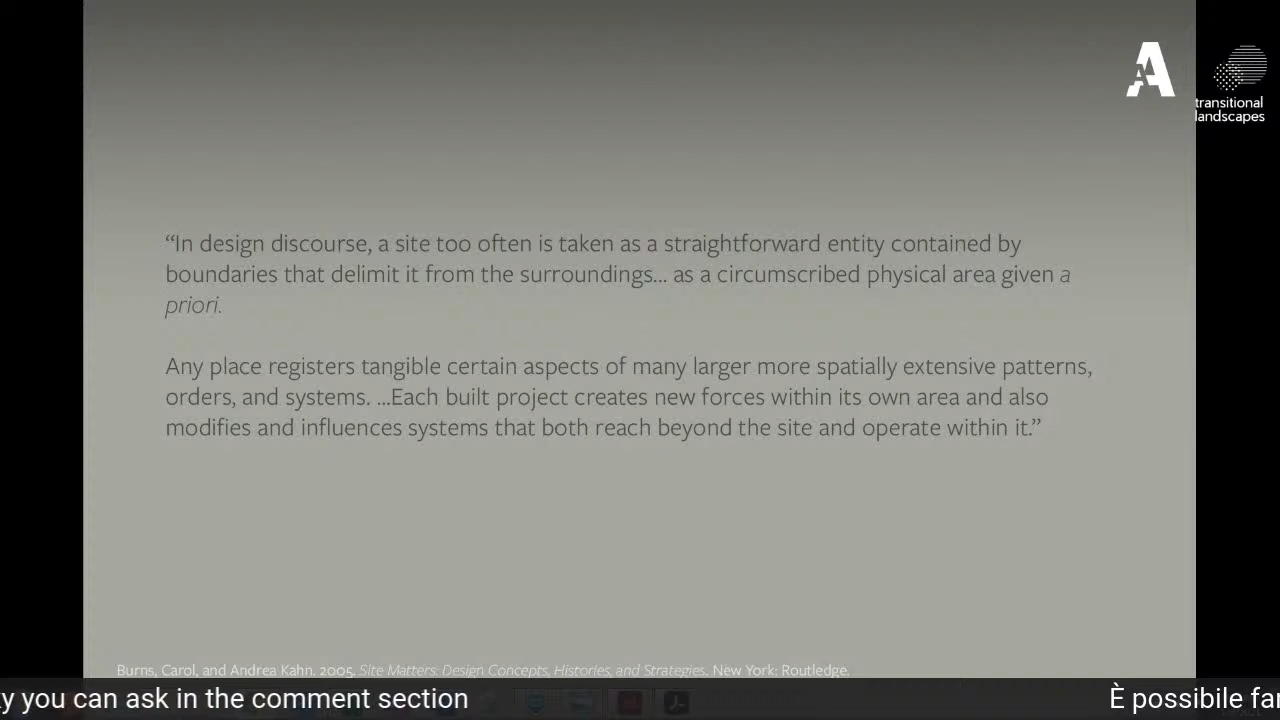 transitional
landscapes
“In design discourse, a site too often is taken as a straightforward entity contained by
boundaries that delimit it from the surroundings... as a circumscribed physical area given a
priori.
Any place registers tangible certain aspects of many larger more spatially extensive patterns,
orders, and systems. ...Each built project creates new forces within its own area and also
modifies and influences systems that both reach beyond the site and operate within it.”
Burns, Carol, and Andrea Kahn. 2005. Site Matters: Design Concepts, Histories, and Strategies. New York: Routledge.
you can ask in the comment section
È possibile